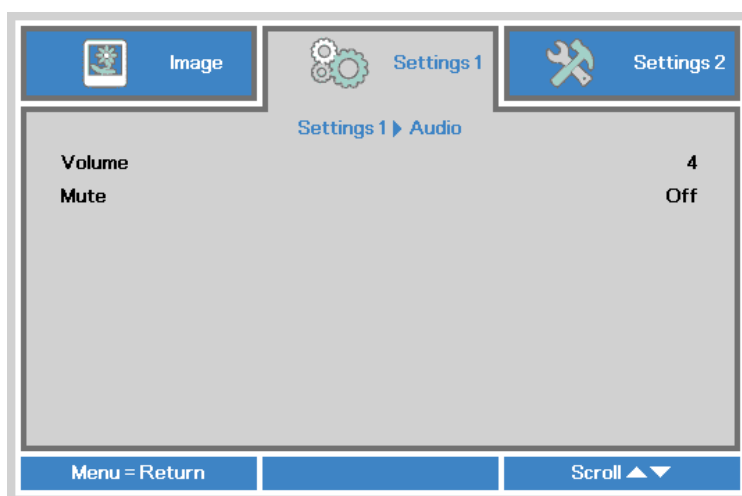 Image
Settings 1
Settings 2
Settings 1 ▶ Audio
Volume 4
Mute Off
Menu = Return
Scroll ▲▼